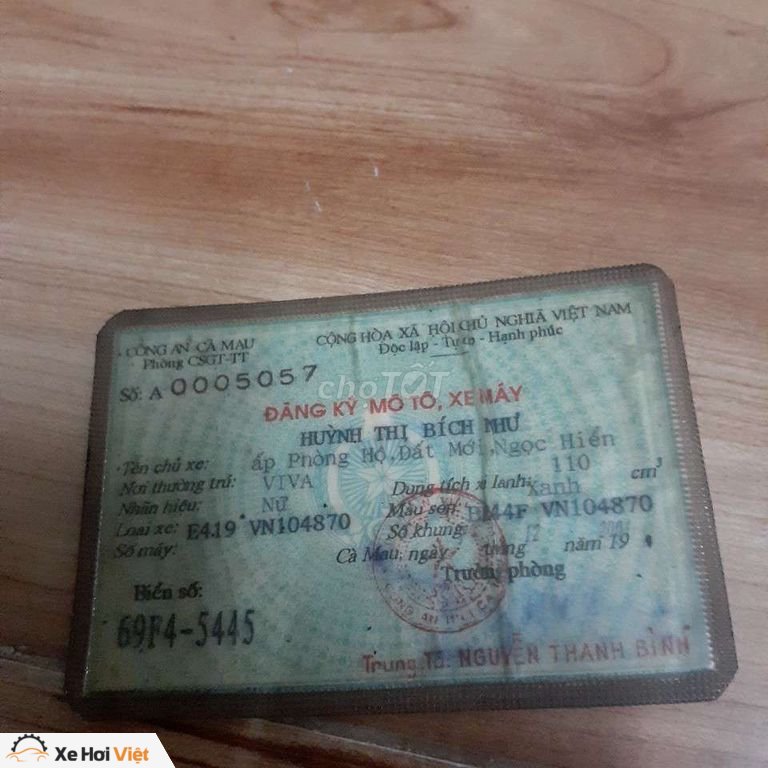 CÔNG AN CÀ MAU
Phòng CSGT-TT
CỘNG HÒA XÃ HỘI CHỦ NGHĨA VIỆT NAM
Độc lập - Tự do - Hạnh phúc
Số: A 0005057
choTỐT
ĐĂNG KÝ MÔ TÔ, XE MÁY
HUỲNH THỊ BÍCH NHƯ
Tên chủ xe: ấp Phòng Hộ, Đất Mới, Ngọc Hiển
Nơi thường trú: VIVA Dung tích xi lanh: 110 cm³
Nhãn hiệu: Nữ Màu sơn: Xanh
Loại xe: E419 VN104870 Số khung: BE44F VN104870
Số máy: Cà Mau, ngày tháng 12 năm 19
Trưởng phòng
Biển số:
69F4-5445
Trung Tá: NGUYỄN THANH BÌNH
Xe Hơi Việt